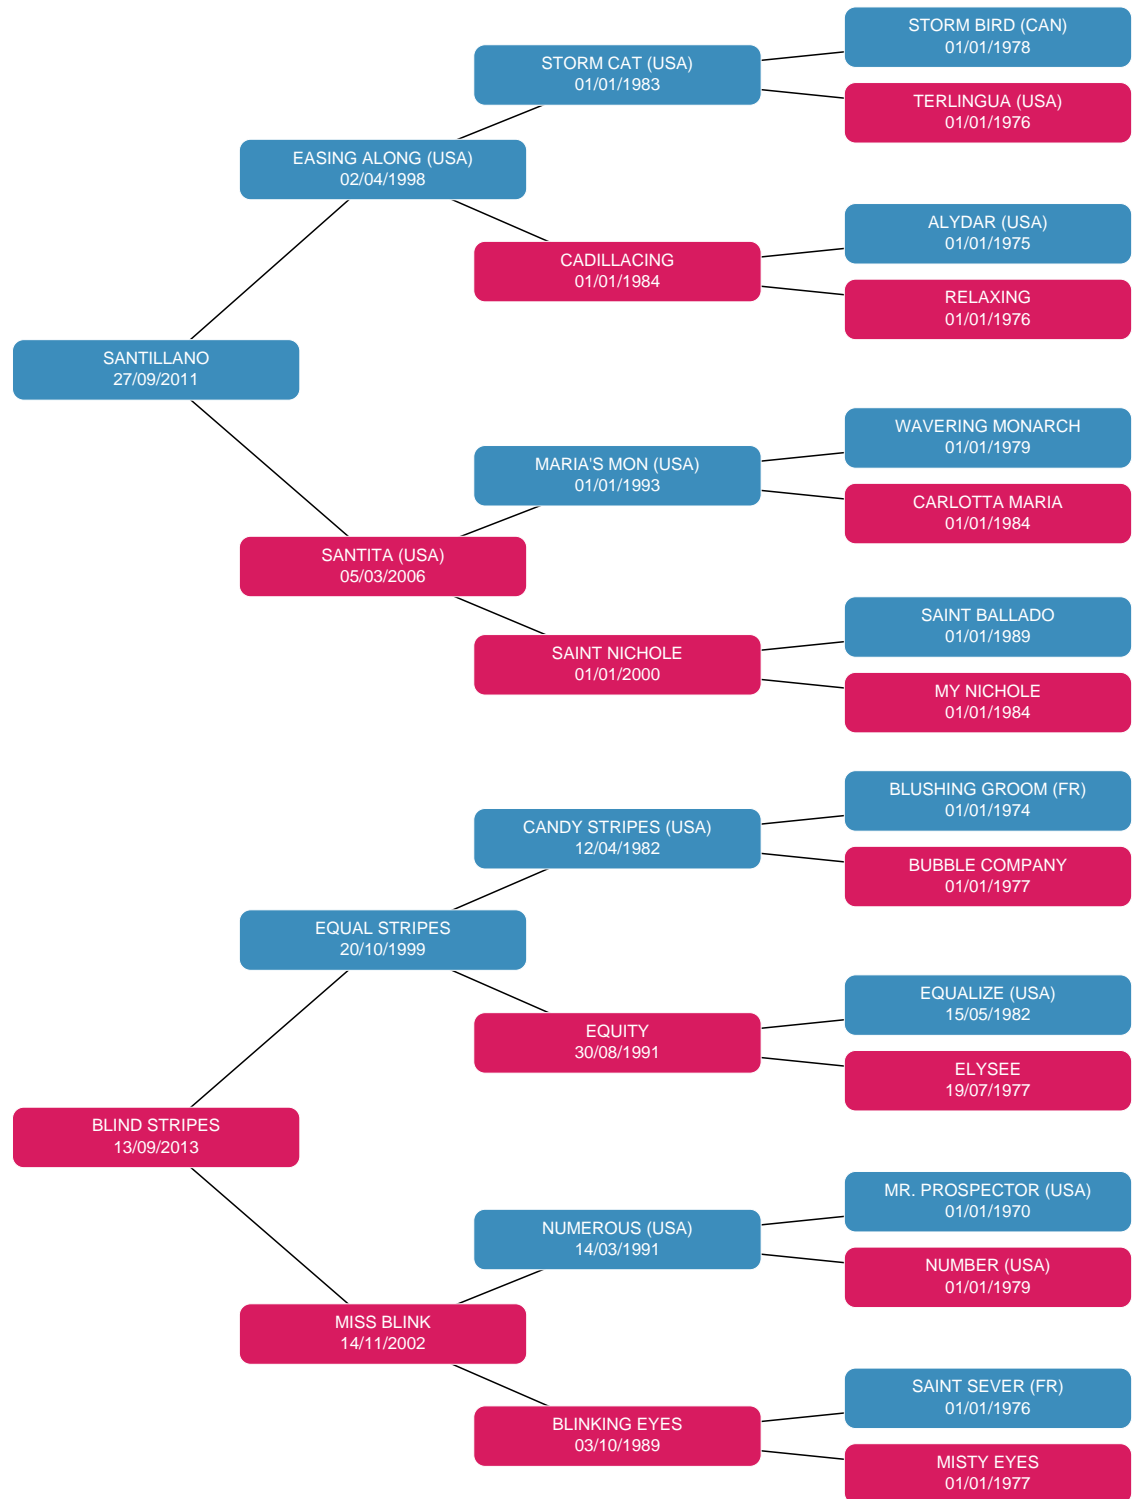 STORM BIRD (CAN)
01/01/1978
STORM CAT (USA)
01/01/1983
TERLINGUA (USA)
01/01/1976
EASING ALONG (USA)
02/04/1998
ALYDAR (USA)
01/01/1975
CADILLACING
01/01/1984
RELAXING
01/01/1976
SANTILLANO
27/09/2011
WAVERING MONARCH
01/01/1979
MARIA'S MON (USA)
01/01/1993
CARLOTTA MARIA
01/01/1984
SANTITA (USA)
05/03/2006
SAINT BALLADO
01/01/1989
SAINT NICHOLE
01/01/2000
MY NICHOLE
01/01/1984
BLUSHING GROOM (FR)
01/01/1974
CANDY STRIPES (USA)
12/04/1982
BUBBLE COMPANY
01/01/1977
EQUAL STRIPES
20/10/1999
EQUALIZE (USA)
15/05/1982
EQUITY
30/08/1991
ELYSEE
19/07/1977
BLIND STRIPES
13/09/2013
MR. PROSPECTOR (USA)
01/01/1970
NUMEROUS (USA)
14/03/1991
NUMBER (USA)
01/01/1979
MISS BLINK
14/11/2002
SAINT SEVER (FR)
01/01/1976
BLINKING EYES
03/10/1989
MISTY EYES
01/01/1977